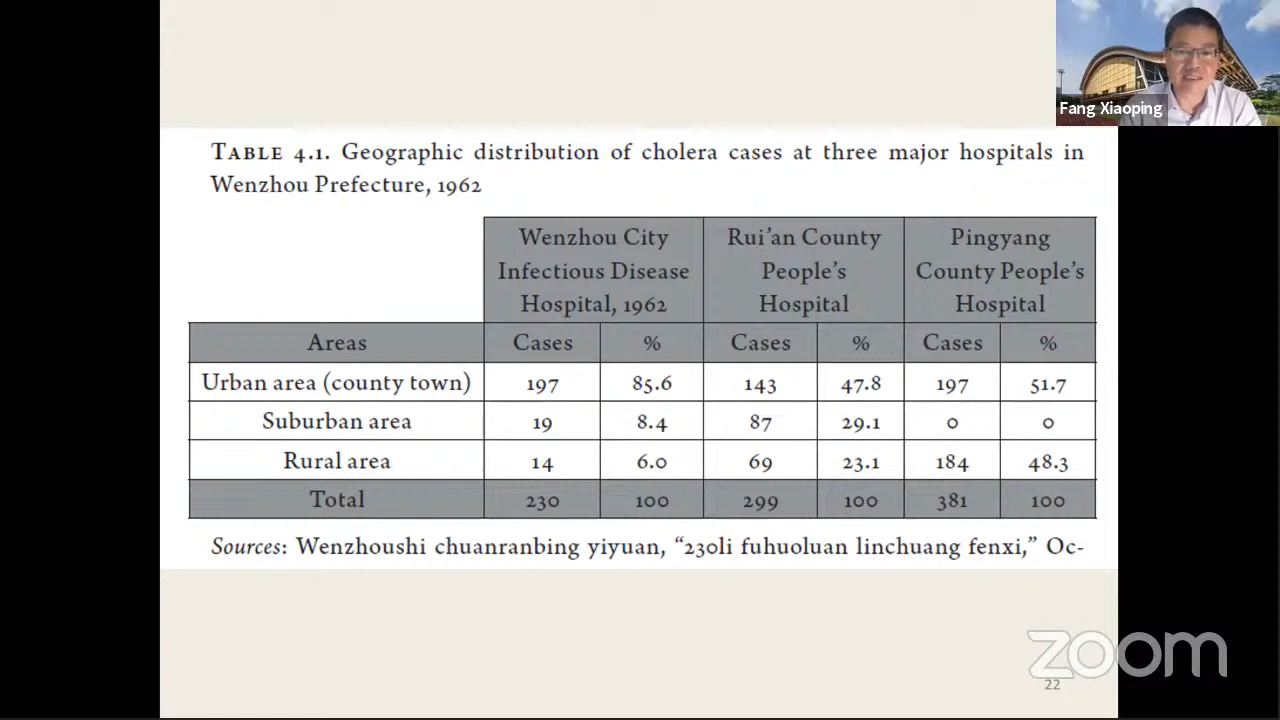 Fang Xiaoping
TABLE 4.1. Geographic distribution of cholera cases at three major hospitals in
Wenzhou Prefecture, 1962
Wenzhou City
Infectious Disease
Hospital, 1962
Rui’an County
People’s
Hospital
Pingyang
County People’s
Hospital
Areas Cases % Cases % Cases %
Urban area (county town) 197 85.6 143 47.8 197 51.7
Suburban area 19 8.4 87 29.1 0 0
Rural area 14 6.0 69 23.1 184 48.3
Total 230 100 299 100 381 100
Sources: Wenzhoushi chuanranbing yiyuan, “230li fuhuoluan linchuang fenxi,” Oc-
zoom
22